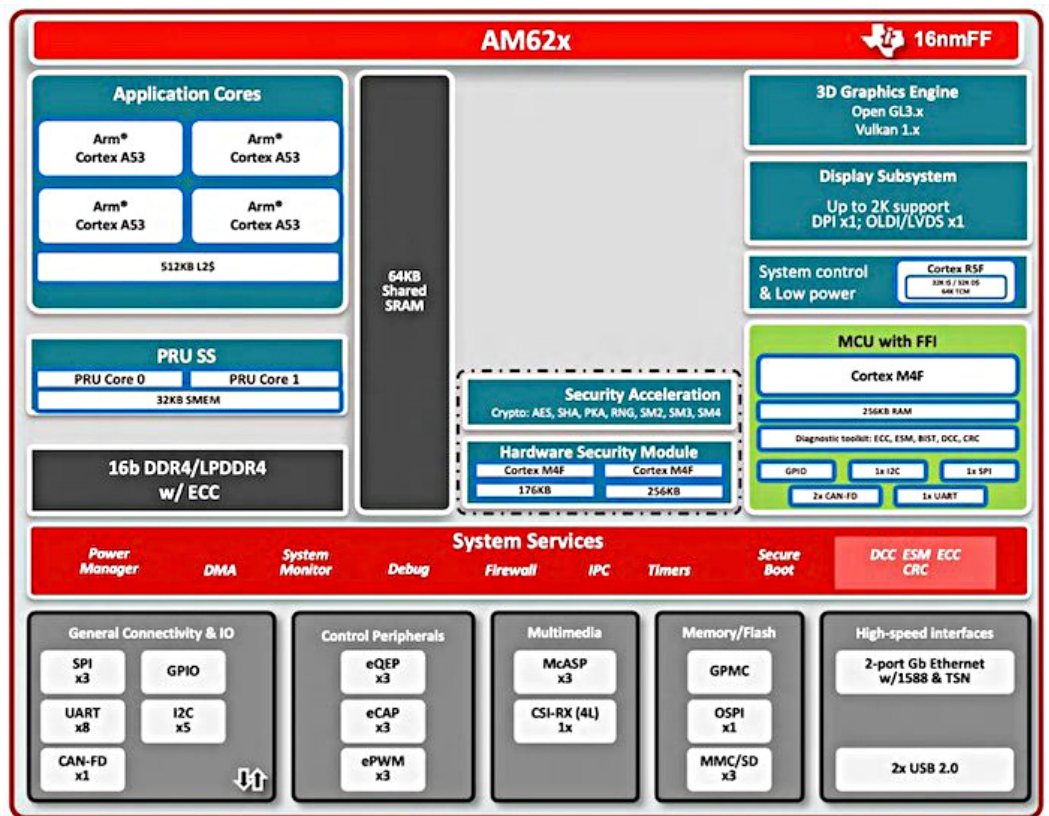 AM62x
16nmFF
Application Cores
Arm®
Cortex A53
Arm®
Cortex A53
Arm®
Cortex A53
Arm®
Cortex A53
512KB L2$
PRU SS
PRU Core 0
PRU Core 1
32KB SMEM
16b DDR4/LPDDR4
w/ ECC
64KB
Shared
SRAM
Security Acceleration
Crypto: AES, SHA, PKA, RNG, SM2, SM3, SM4
Hardware Security Module
Cortex M4F
Cortex M4F
176KB
256KB
3D Graphics Engine
Open GL3.x
Vulkan 1.x
Display Subsystem
Up to 2K support
DPI x1; OLDI/LVDS x1
System control
& Low power
Cortex R5F
32K I$ / 32K D$
64K TCM
MCU with FFI
Cortex M4F
256KB RAM
Diagnostic toolkit: ECC, ESM, BIST, DCC, CRC
GPIO
1x I2C
1x SPI
2x CAN-FD
1x UART
System Services
Power
Manager
DMA
System
Monitor
Debug
Firewall
IPC
Timers
Secure
Boot
DCC ESM ECC
CRC
General Connectivity & IO
SPI
x3
GPIO
UART
x8
I2C
x5
CAN-FD
x1
Control Peripherals
eQEP
x3
eCAP
x3
ePWM
x3
Multimedia
McASP
x3
CSI-RX (4L)
1x
Memory/Flash
GPMC
OSPI
x1
MMC/SD
x3
High-speed interfaces
2-port Gb Ethernet
w/1588 & TSN
2x USB 2.0